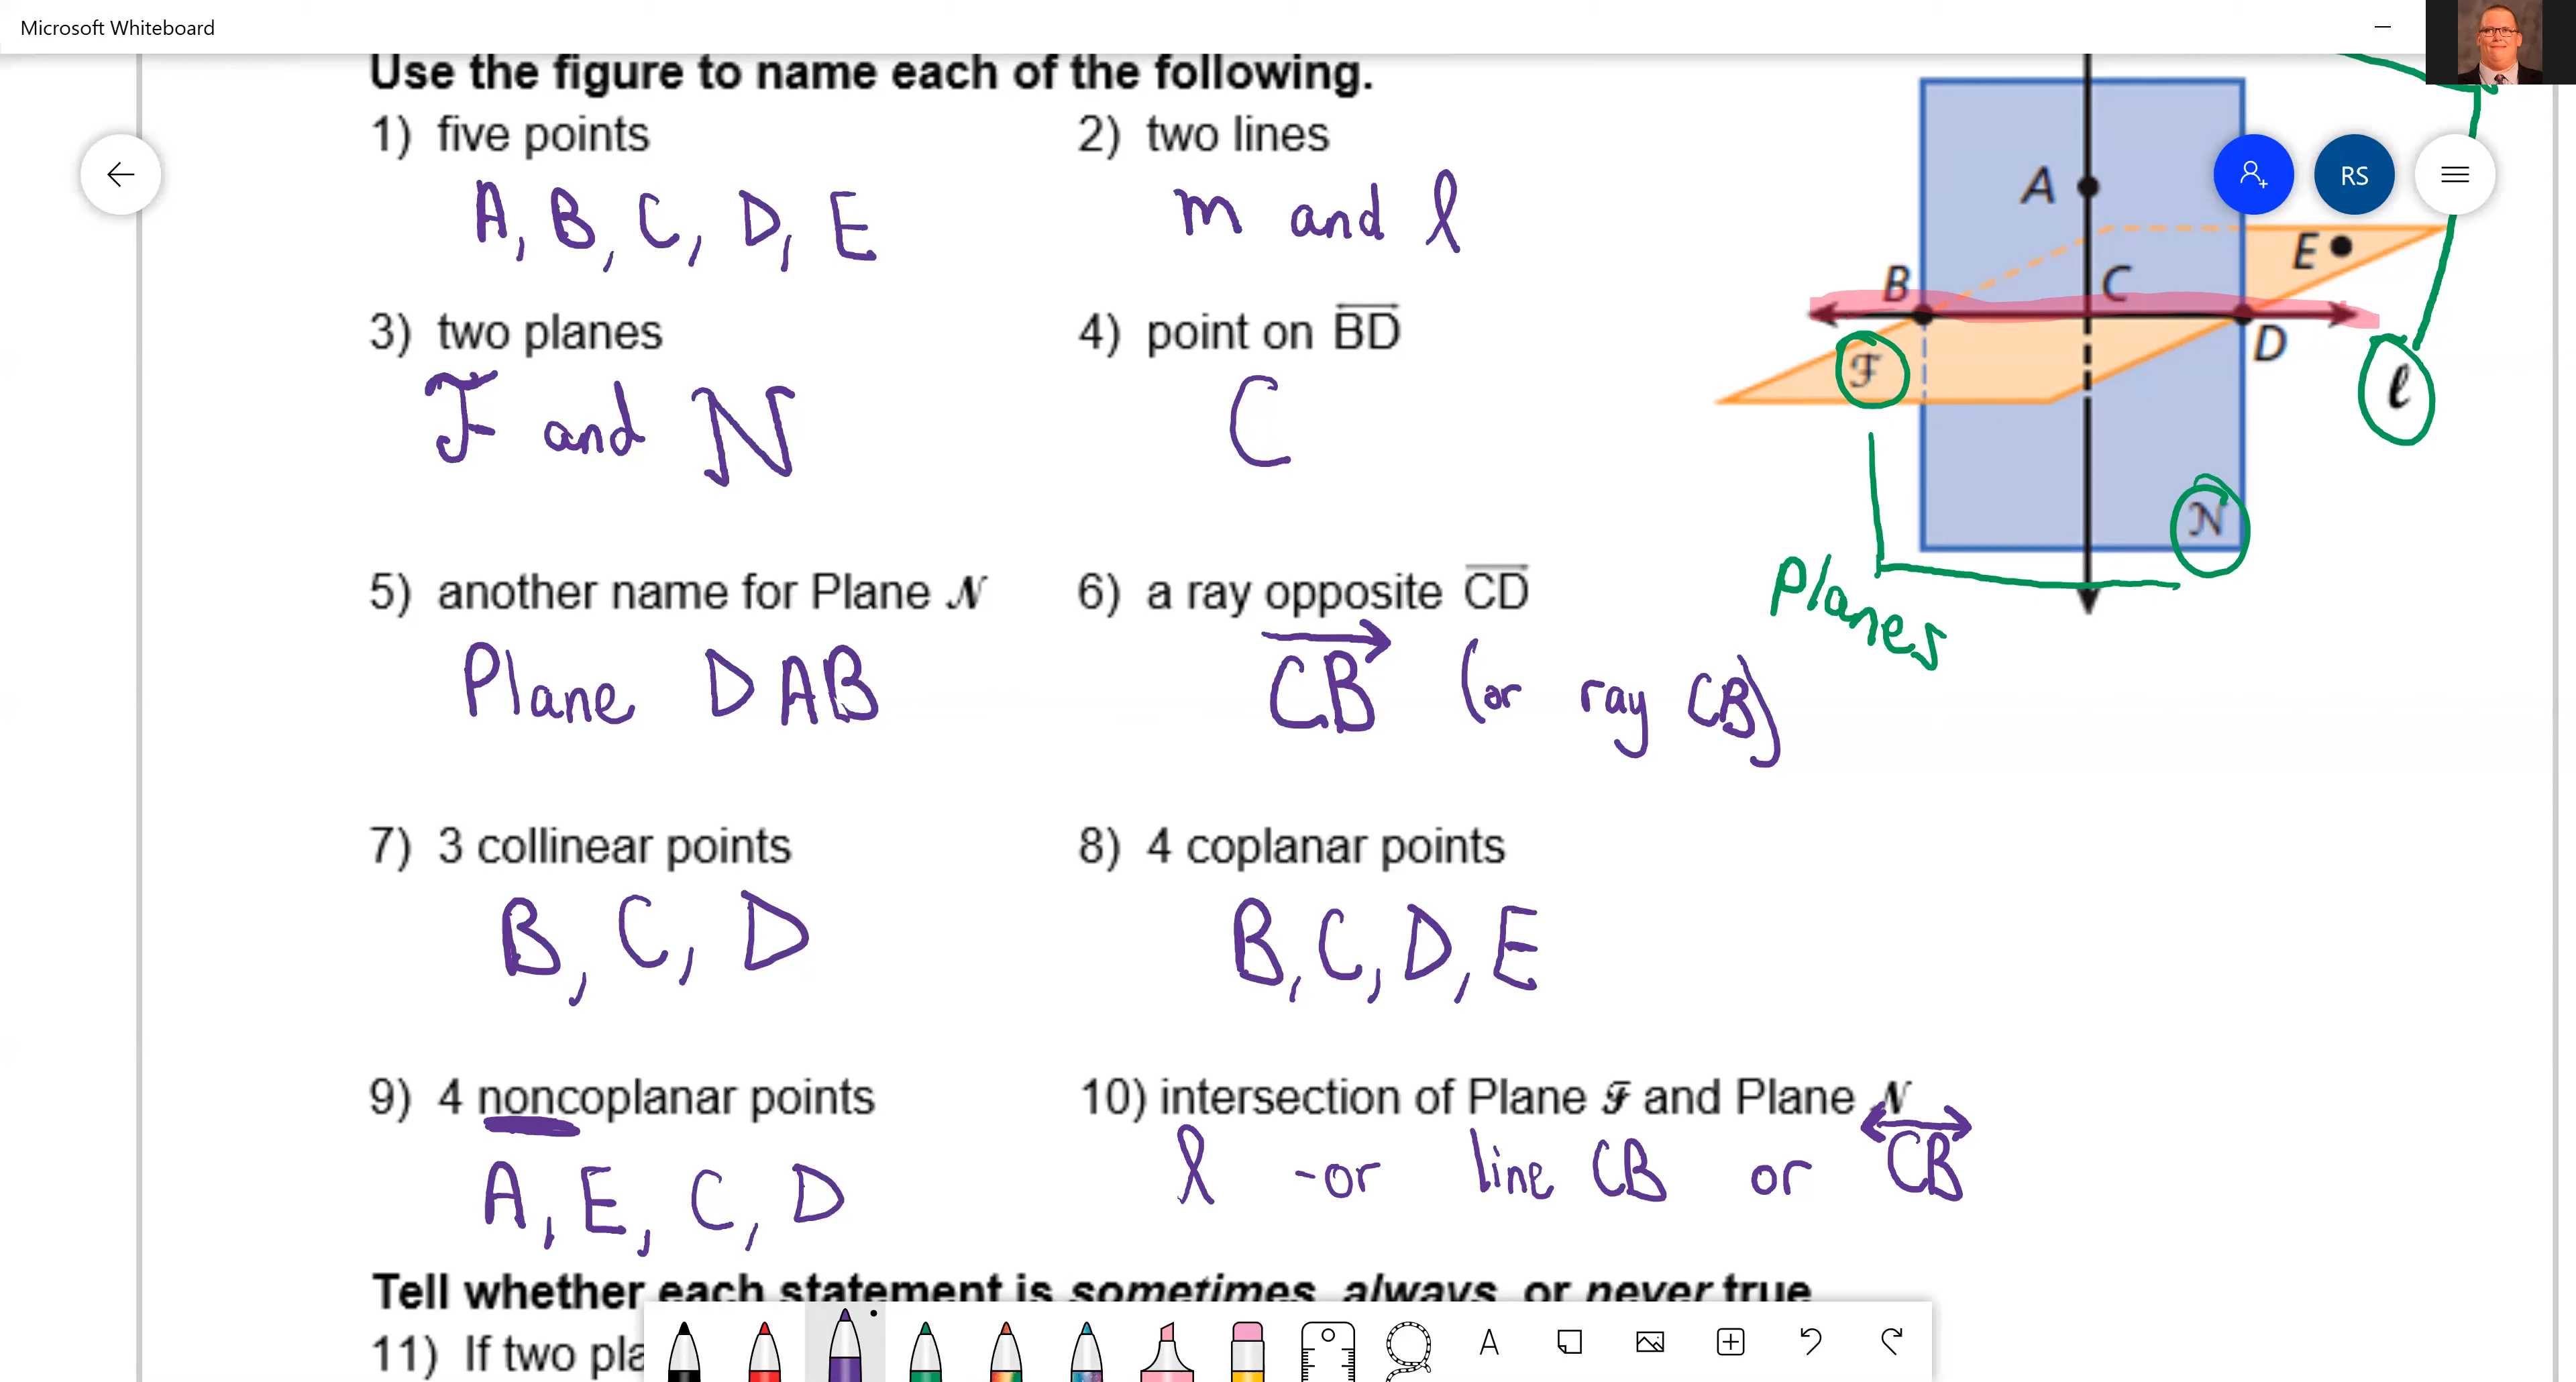 Microsoft Whiteboard
Use the figure to name each of the following.
1) five points
2) two lines
A, B, C, D, E
m and l
3) two planes
4) point on BD
F and N
C
5) another name for Plane N
6) a ray opposite CD
Plane DAB
CB (or ray CB)
7) 3 collinear points
8) 4 coplanar points
B, C, D
B, C, D, E
9) 4 noncoplanar points
10) intersection of Plane F and Plane N
A, E, C, D
l -or line CB or CB
Tell whether each statement is sometimes always or never true
11) If two pla
RS
A
E
B
C
D
F
l
N
Planes
A